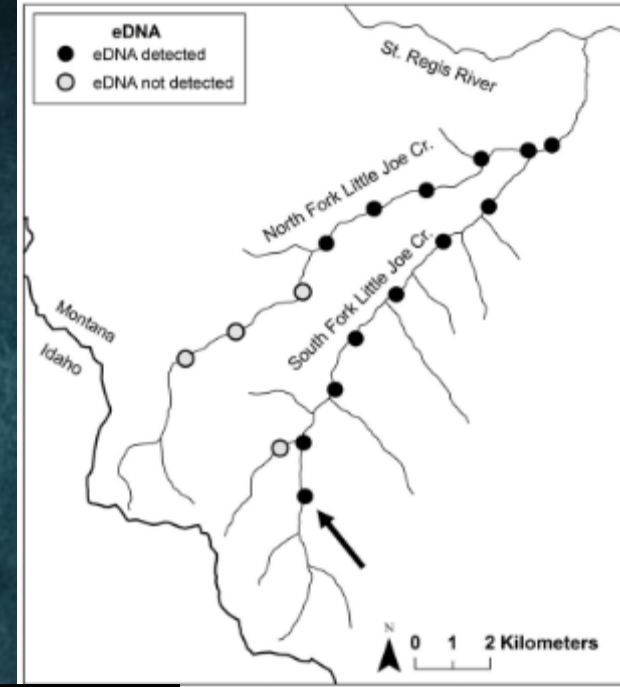 eDNA
eDNA detected
eDNA not detected
St. Regis River
North Fork Little Joe Cr.
South Fork Little Joe Cr.
Montana
Idaho
N
0 1 2 Kilometers